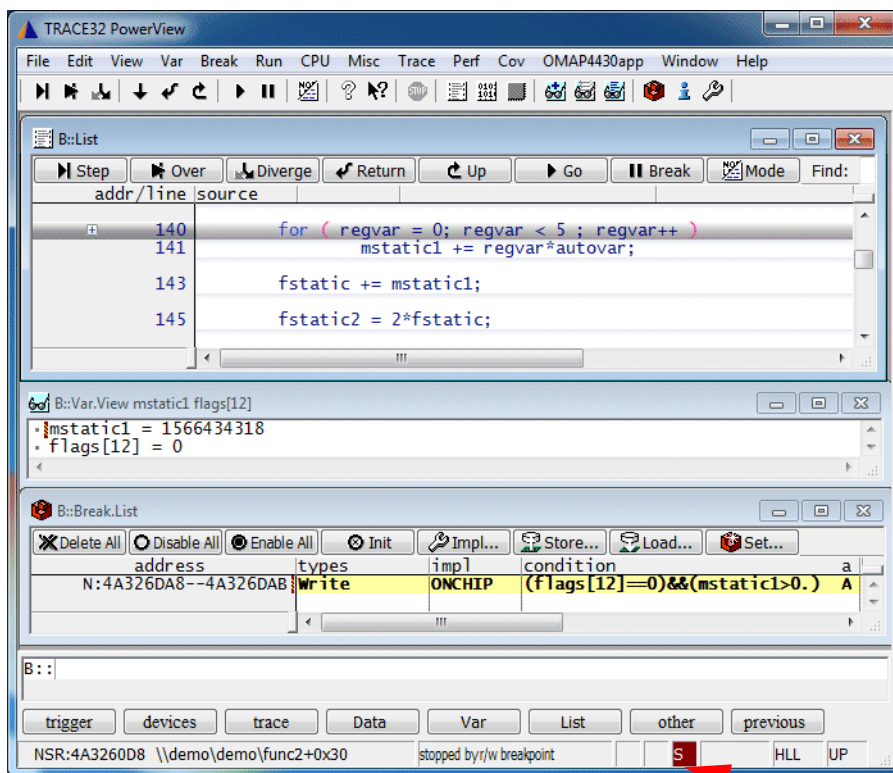 TRACE32 PowerView
File Edit View Var Break Run CPU Misc Trace Perf Cov OMAP4430app Window Help
B::List
Step Over Diverge Return Up Go Break Mode Find:
addr/line source
140 for ( regvar = 0; regvar < 5 ; regvar++ )
141 mstatic1 += regvar*autovar;
143 fstatic += mstatic1;
145 fstatic2 = 2*fstatic;
B::Var.View mstatic1 flags[12]
mstatic1 = 1566434318
flags[12] = 0
B::Break.List
Delete All Disable All Enable All Init Impl... Store... Load... Set...
address types impl condition a
N:4A326DA8--4A326DAB Write ONCHIP (flags[12]==0)&&(mstatic1>0.) A
B::
trigger devices trace Data Var List other previous
NSR:4A3260D8 \\demo\demo\func2+0x30 stopped by r/w breakpoint S HLL UP